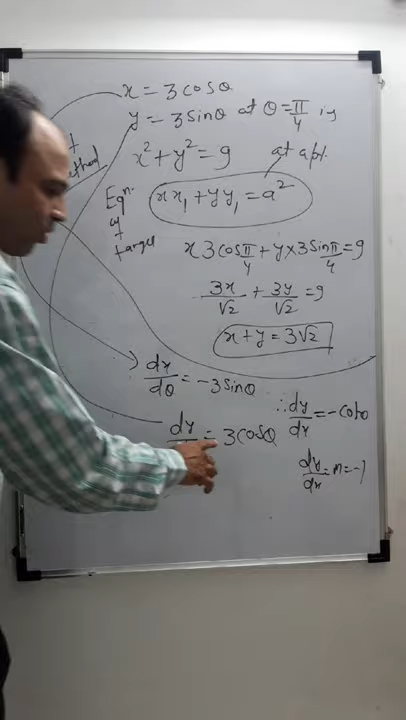 x = 3cosθ
y = 3sinθ at θ = π/4 is
x² + y² = 9
at a pt.
Eqⁿ. of
xx₁ + yy₁ = a²
x 3cos π/4 + y × 3sin π/4 = 9
3x/√2 + 3y/√2 = 9
x + y = 3√2
dx/dθ = -3sinθ
∴ dy/dx = -cotθ
dy = 3cosθ
dy/dx = m = -1